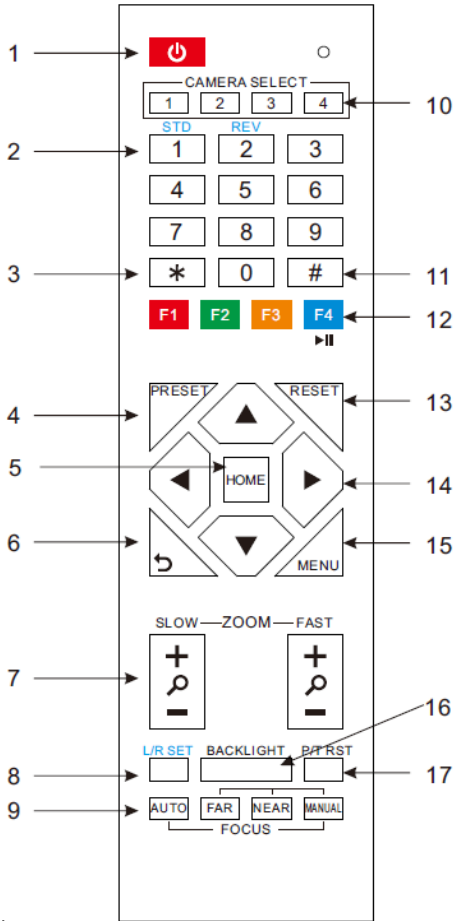 1
CAMERA SELECT
1 2 3 4 10
STD REV
2 1 2 3
4 5 6
7 8 9
3 * 0 # 11
F1 F2 F3 F4 12
PRESET RESET
4 13
5 HOME 14
6 MENU 15
SLOW ZOOM FAST
+ +
7
− −
16
L/R SET BACKLIGHT P/T RST
8 17
9 AUTO FAR NEAR MANUAL
FOCUS